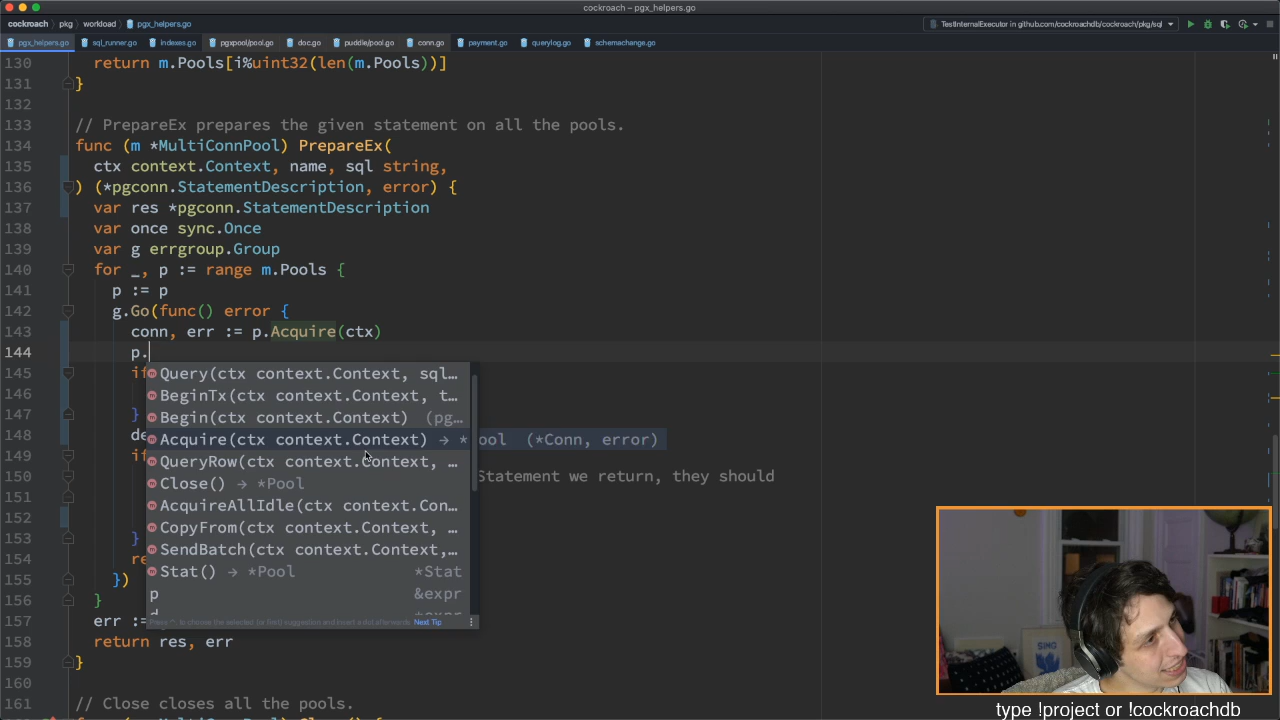 cockroach – pgx_helpers.go
cockroach › pkg › workload › pgx_helpers.go
TestInternalExecutor in github.com/cockroachdb/cockroach/pkg/sql
pgx_helpers.go sql_runner.go indexes.go pgxpool/pool.go doc.go puddle/pool.go conn.go payment.go querylog.go schemachange.go
130 return m.Pools[i%uint32(len(m.Pools))]
131 }
132
133 // PrepareEx prepares the given statement on all the pools.
134 func (m *MultiConnPool) PrepareEx(
135 ctx context.Context, name, sql string,
136 ) (*pgconn.StatementDescription, error) {
137 var res *pgconn.StatementDescription
138 var once sync.Once
139 var g errgroup.Group
140 for _, p := range m.Pools {
141 p := p
142 g.Go(func() error {
143 conn, err := p.Acquire(ctx)
144 p.
145 if
Query(ctx context.Context, sql…
146
BeginTx(ctx context.Context, t…
147 }
Begin(ctx context.Context) (pg…
148 de
Acquire(ctx context.Context) → *Pool (*Conn, error)
149 if
QueryRow(ctx context.Context, …
150 Statement we return, they should
Close() → *Pool
151
AcquireAllIdle(ctx context.Con…
152
CopyFrom(ctx context.Context, …
153 }
SendBatch(ctx context.Context,…
154 re
Stat() → *Pool *Stat
155 })
p &expr
156 }
157 err :=
Press ^. to choose the selected (or first) suggestion and insert a dot afterwards Next Tip
158 return res, err
159 }
160
161 // Close closes all the pools.
SING
type !project or !cockroachdb